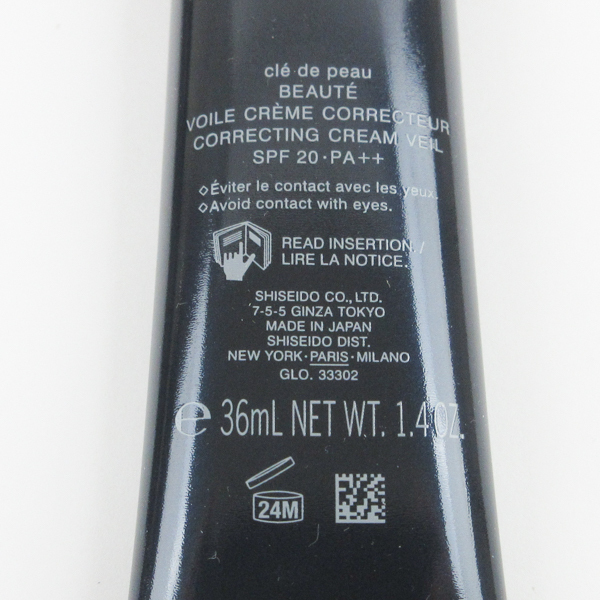 clé de peau
BEAUTÉ
VOILE CRÈME CORRECTEUR
CORRECTING CREAM VEIL
SPF 20·PA++
◇Éviter le contact avec les yeux.
◇Avoid contact with eyes.
READ INSERTION. /
LIRE LA NOTICE.
SHISEIDO CO., LTD.
7-5-5 GINZA TOKYO
MADE IN JAPAN
SHISEIDO DIST.
NEW YORK·PARIS·MILANO
GLO. 33302
℮ 36mL NET WT. 1.4 OZ.
24M